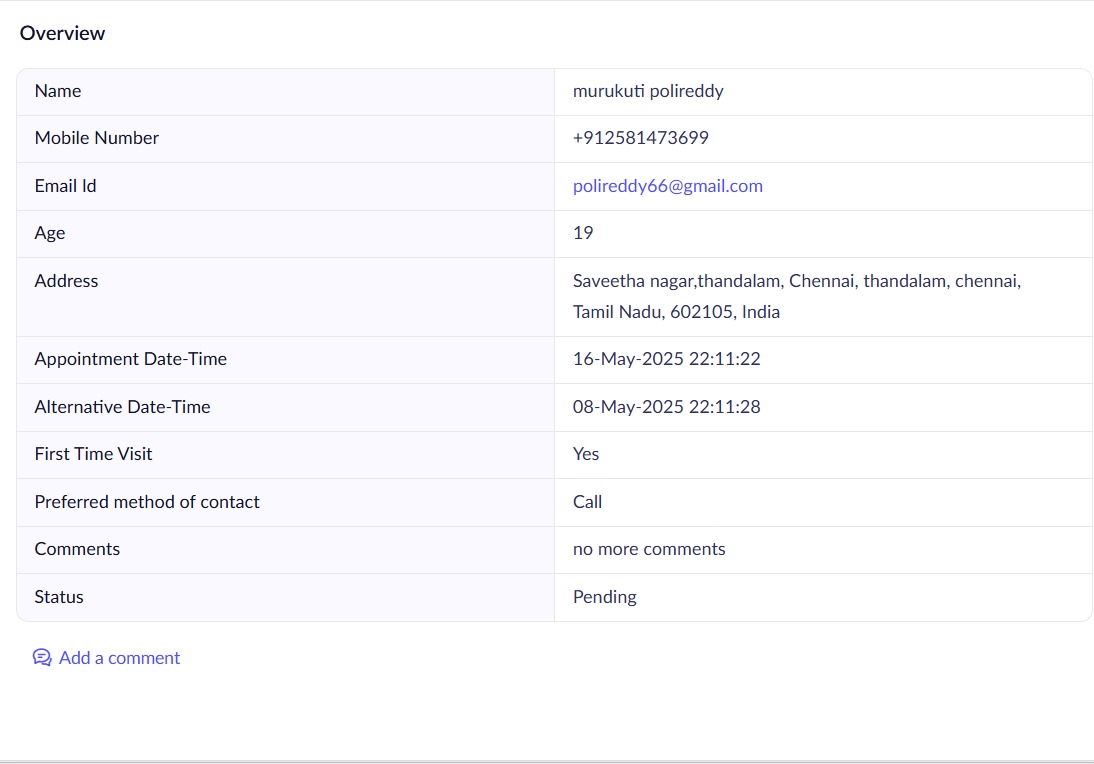 Overview
Name murukuti polireddy
Mobile Number +912581473699
Email Id polireddy66@gmail.com
Age 19
Address Saveetha nagar,thandalam, Chennai, thandalam, chennai,
Tamil Nadu, 602105, India
Appointment Date-Time 16-May-2025 22:11:22
Alternative Date-Time 08-May-2025 22:11:28
First Time Visit Yes
Preferred method of contact Call
Comments no more comments
Status Pending
Add a comment